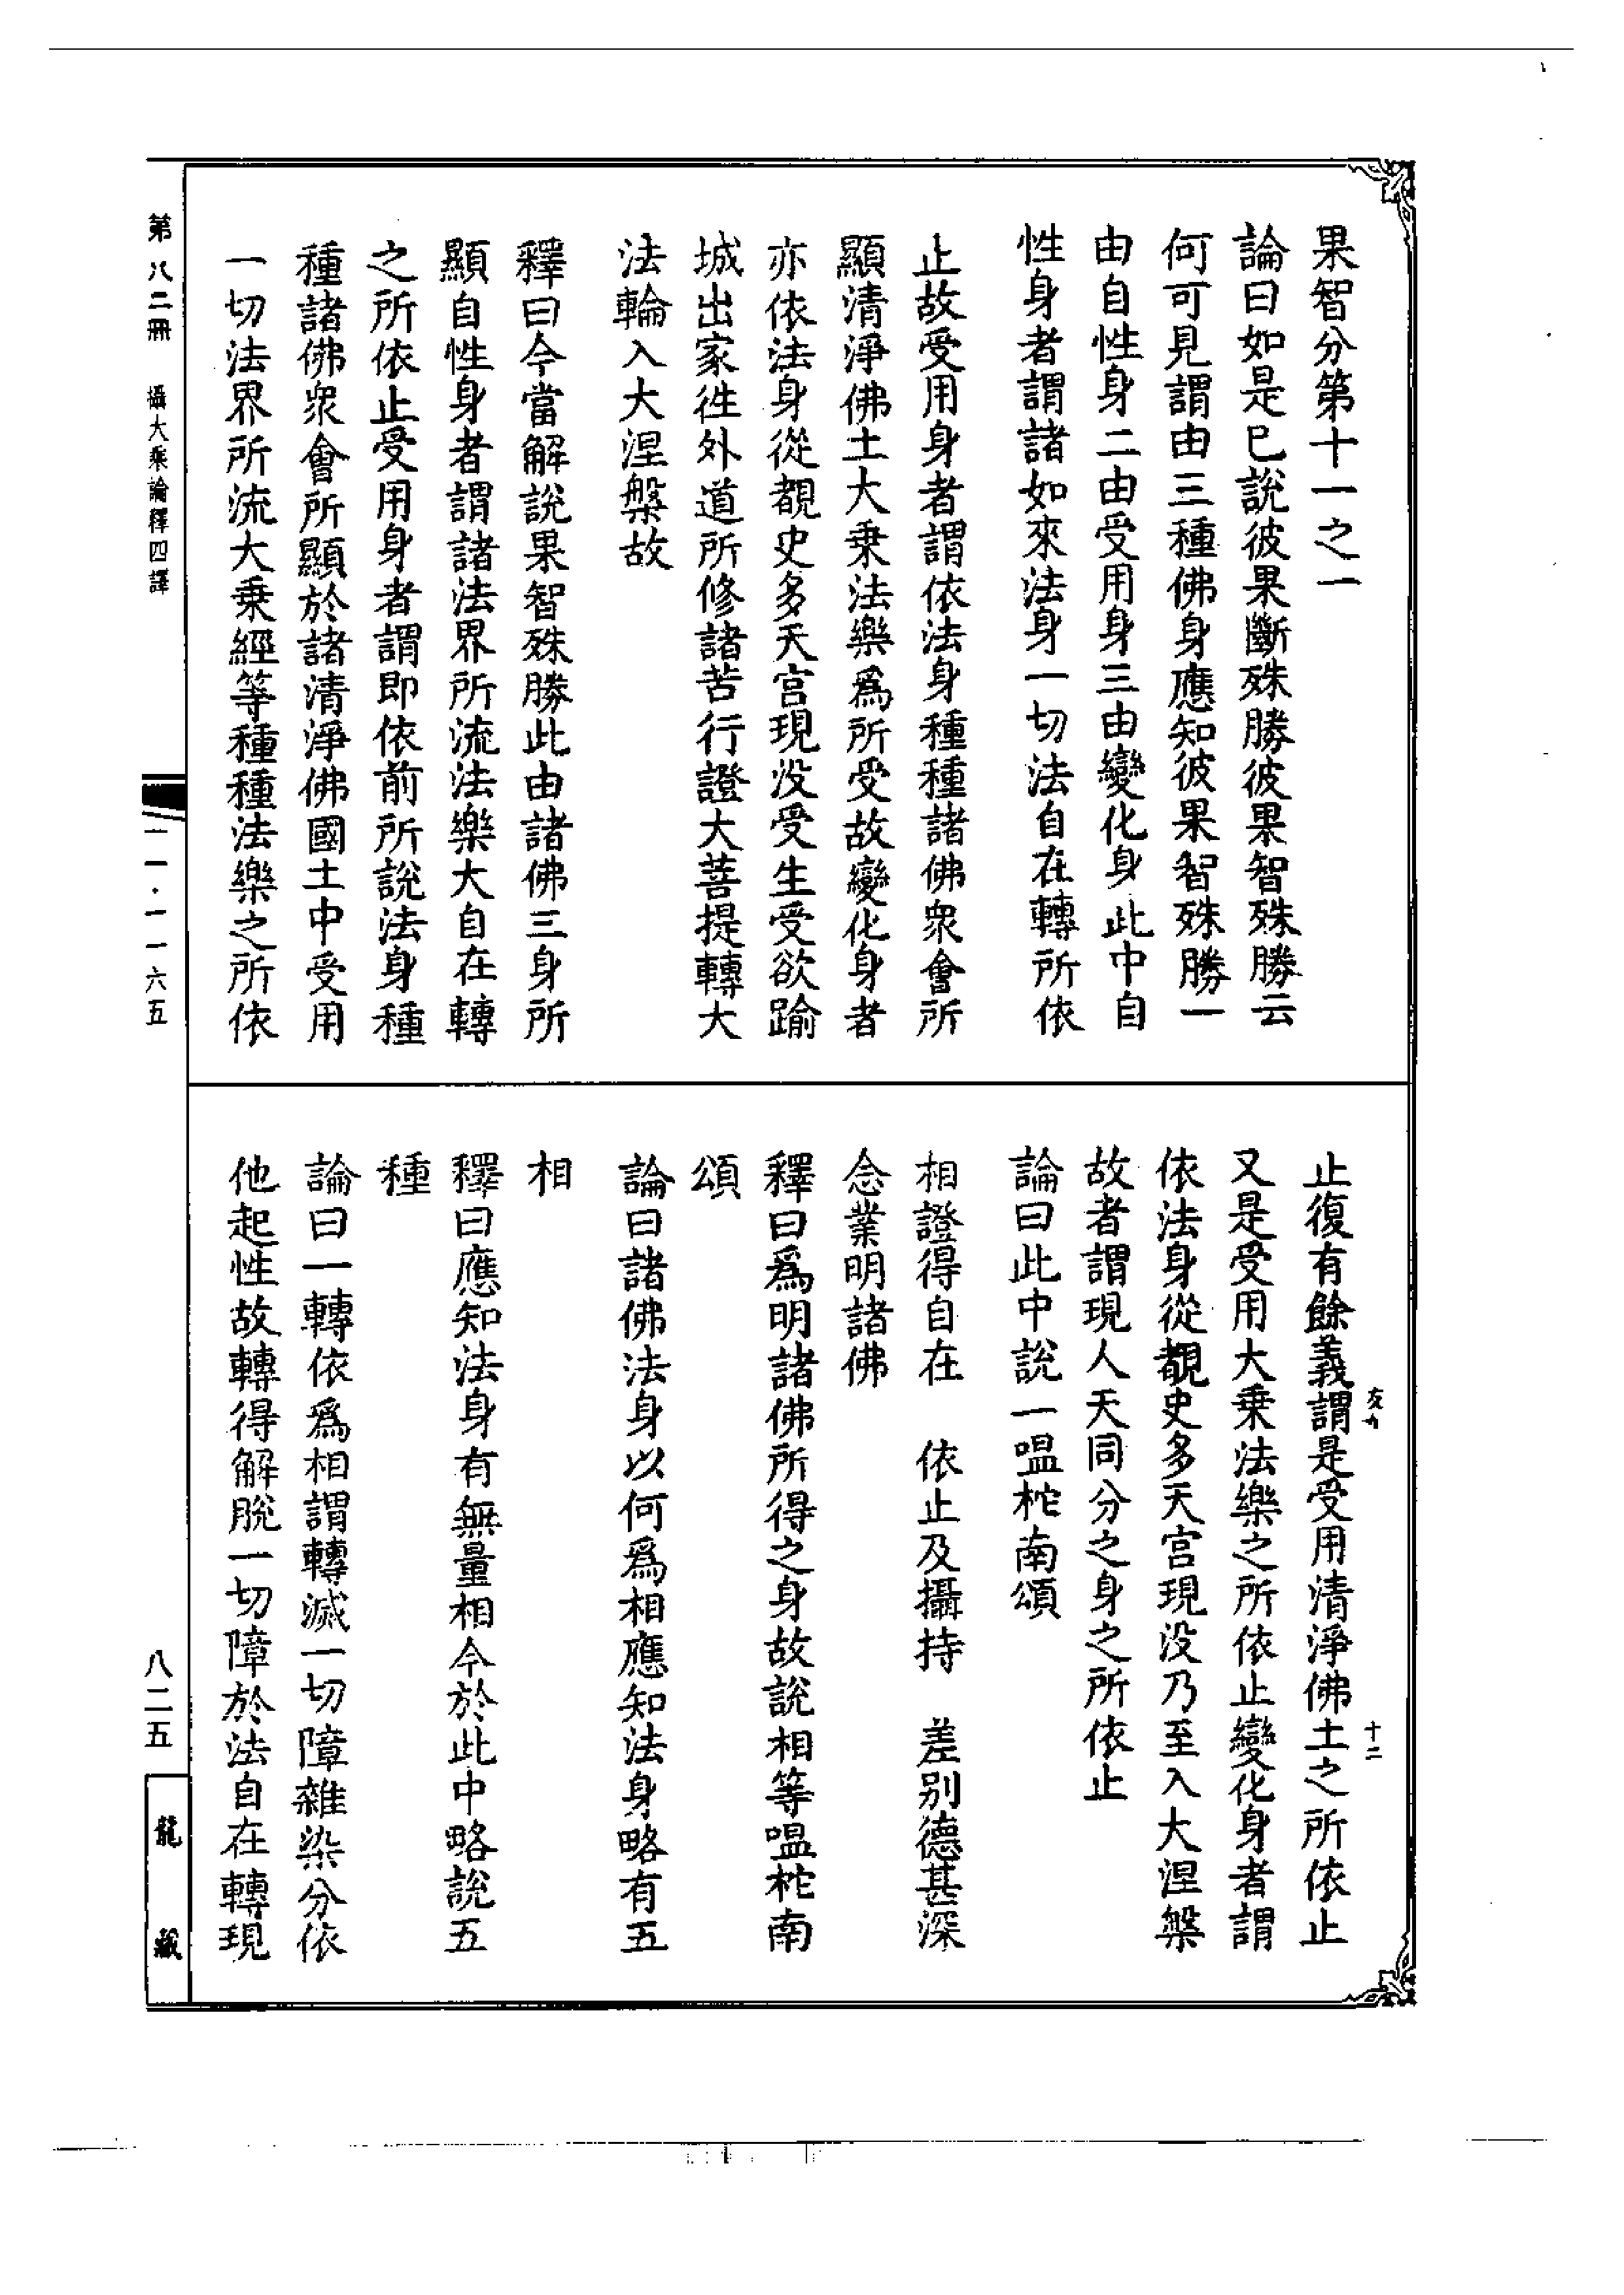 果智分第十一之一
論曰如是已說彼果斷殊勝彼果智殊勝云
何可見謂由三種佛身應知彼果智殊勝一
由自性身二由受用身三由變化身此中自
性身者謂諸如來法身一切法自在轉所依
止故受用身者謂依法身種種諸佛衆會所
顯清淨佛土大乗法樂爲所受故變化身者
亦依法身從覩史多天宮現没受生受欲踰
城出家徃外道所修諸苦行證大菩提轉大
法輪入大涅槃故
釋曰今當解說果智殊勝此由諸佛三身所
顯自性身者謂諸法界所流法樂大自在轉
之所依止受用身者謂即依前所說法身種
種諸佛衆會所顯於諸清淨佛國土中受用
一切法界所流大乗經等種種法樂之所依
止復有餘義謂是受用清淨佛土之所依止
又是受用大乗法樂之所依止變化身者謂
依法身從覩史多天宮現没乃至入大涅槃
故者謂現人天同分之身之所依止
論曰此中說一嗢柁南頌
相證得自在　依止及攝持　差别德甚深
念業明諸佛
釋曰爲明諸佛所得之身故說相等嗢柁南
頌
論曰諸佛法身以何爲相應知法身略有五
相
釋曰應知法身有無量相今於此中略說五
種
論曰一轉依爲相謂轉滅一切障雜染分依
他起性故轉得解脫一切障於法自在轉現
第八二冊　攝大乘論釋四譯
一一·一一六五
八二五
龍藏
十二